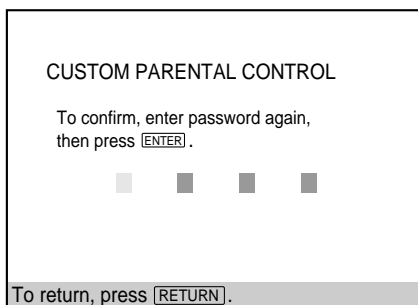 CUSTOM PARENTAL CONTROL
To confirm, enter password again,
then press ENTER.
To return, press RETURN.